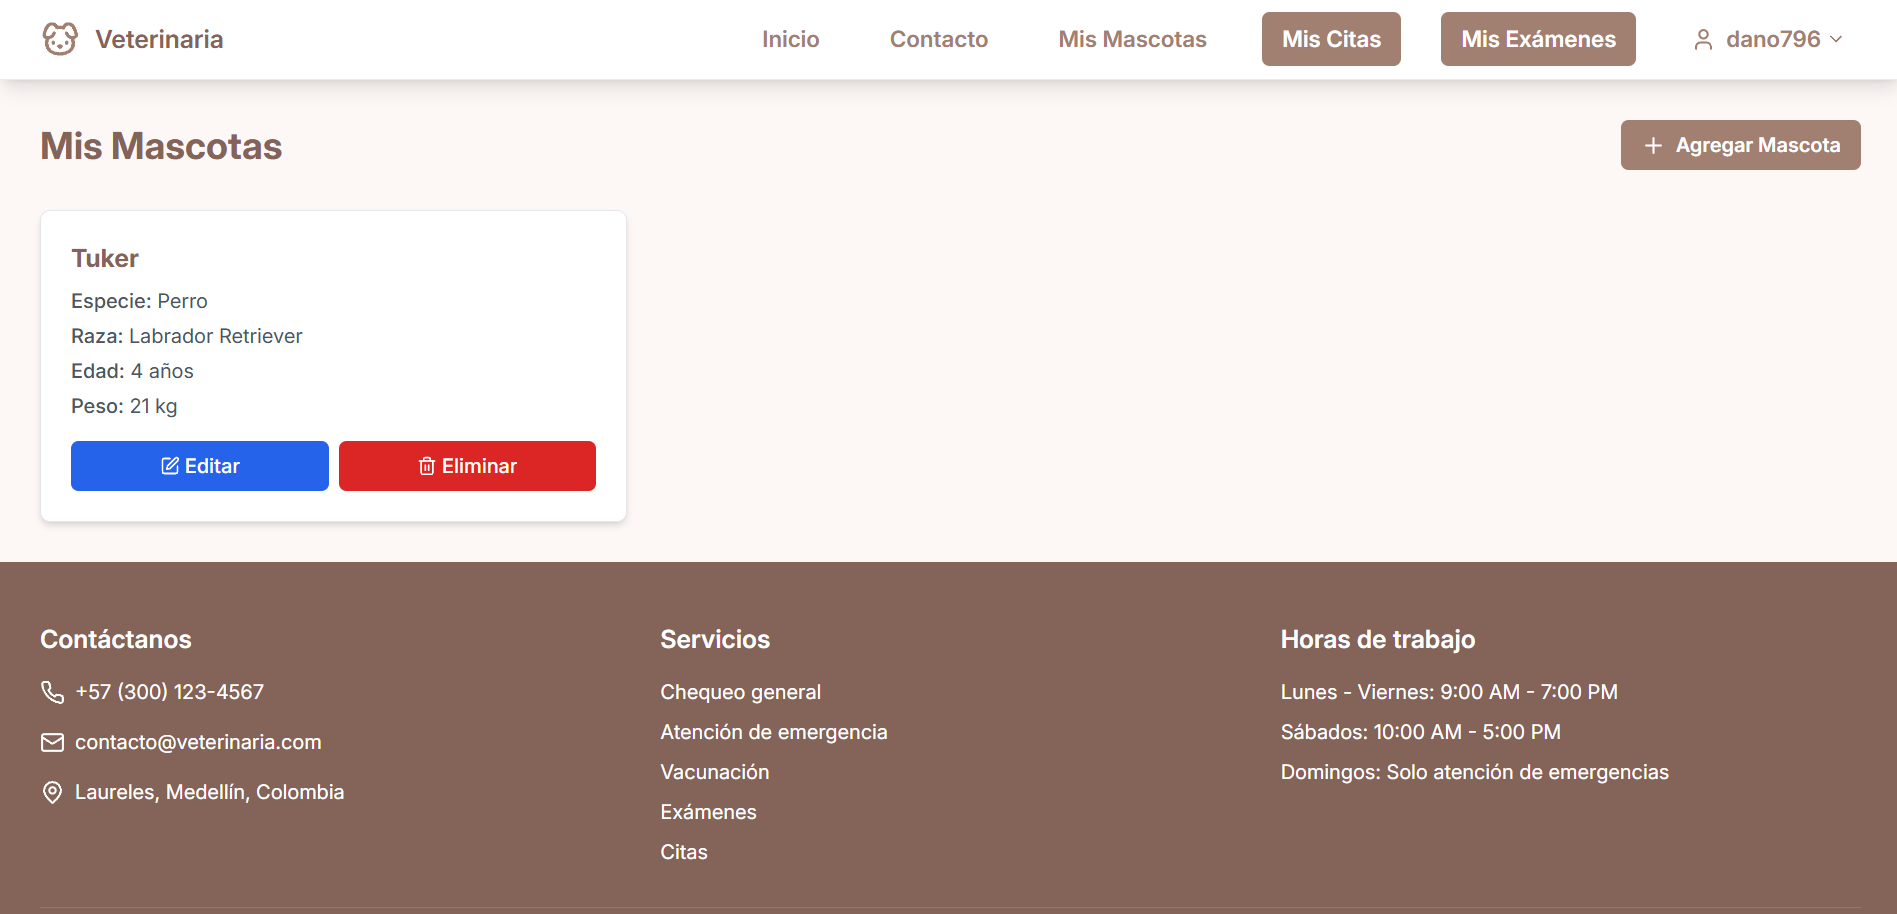 Veterinaria
Inicio
Contacto
Mis Mascotas
Mis Citas
Mis Exámenes
dano796
Mis Mascotas
Agregar Mascota
Tuker
Especie: Perro
Raza: Labrador Retriever
Edad: 4 años
Peso: 21 kg
Editar
Eliminar
Contáctanos
+57 (300) 123-4567
contacto@veterinaria.com
Laureles, Medellín, Colombia
Servicios
Chequeo general
Atención de emergencia
Vacunación
Exámenes
Citas
Horas de trabajo
Lunes - Viernes: 9:00 AM - 7:00 PM
Sábados: 10:00 AM - 5:00 PM
Domingos: Solo atención de emergencias